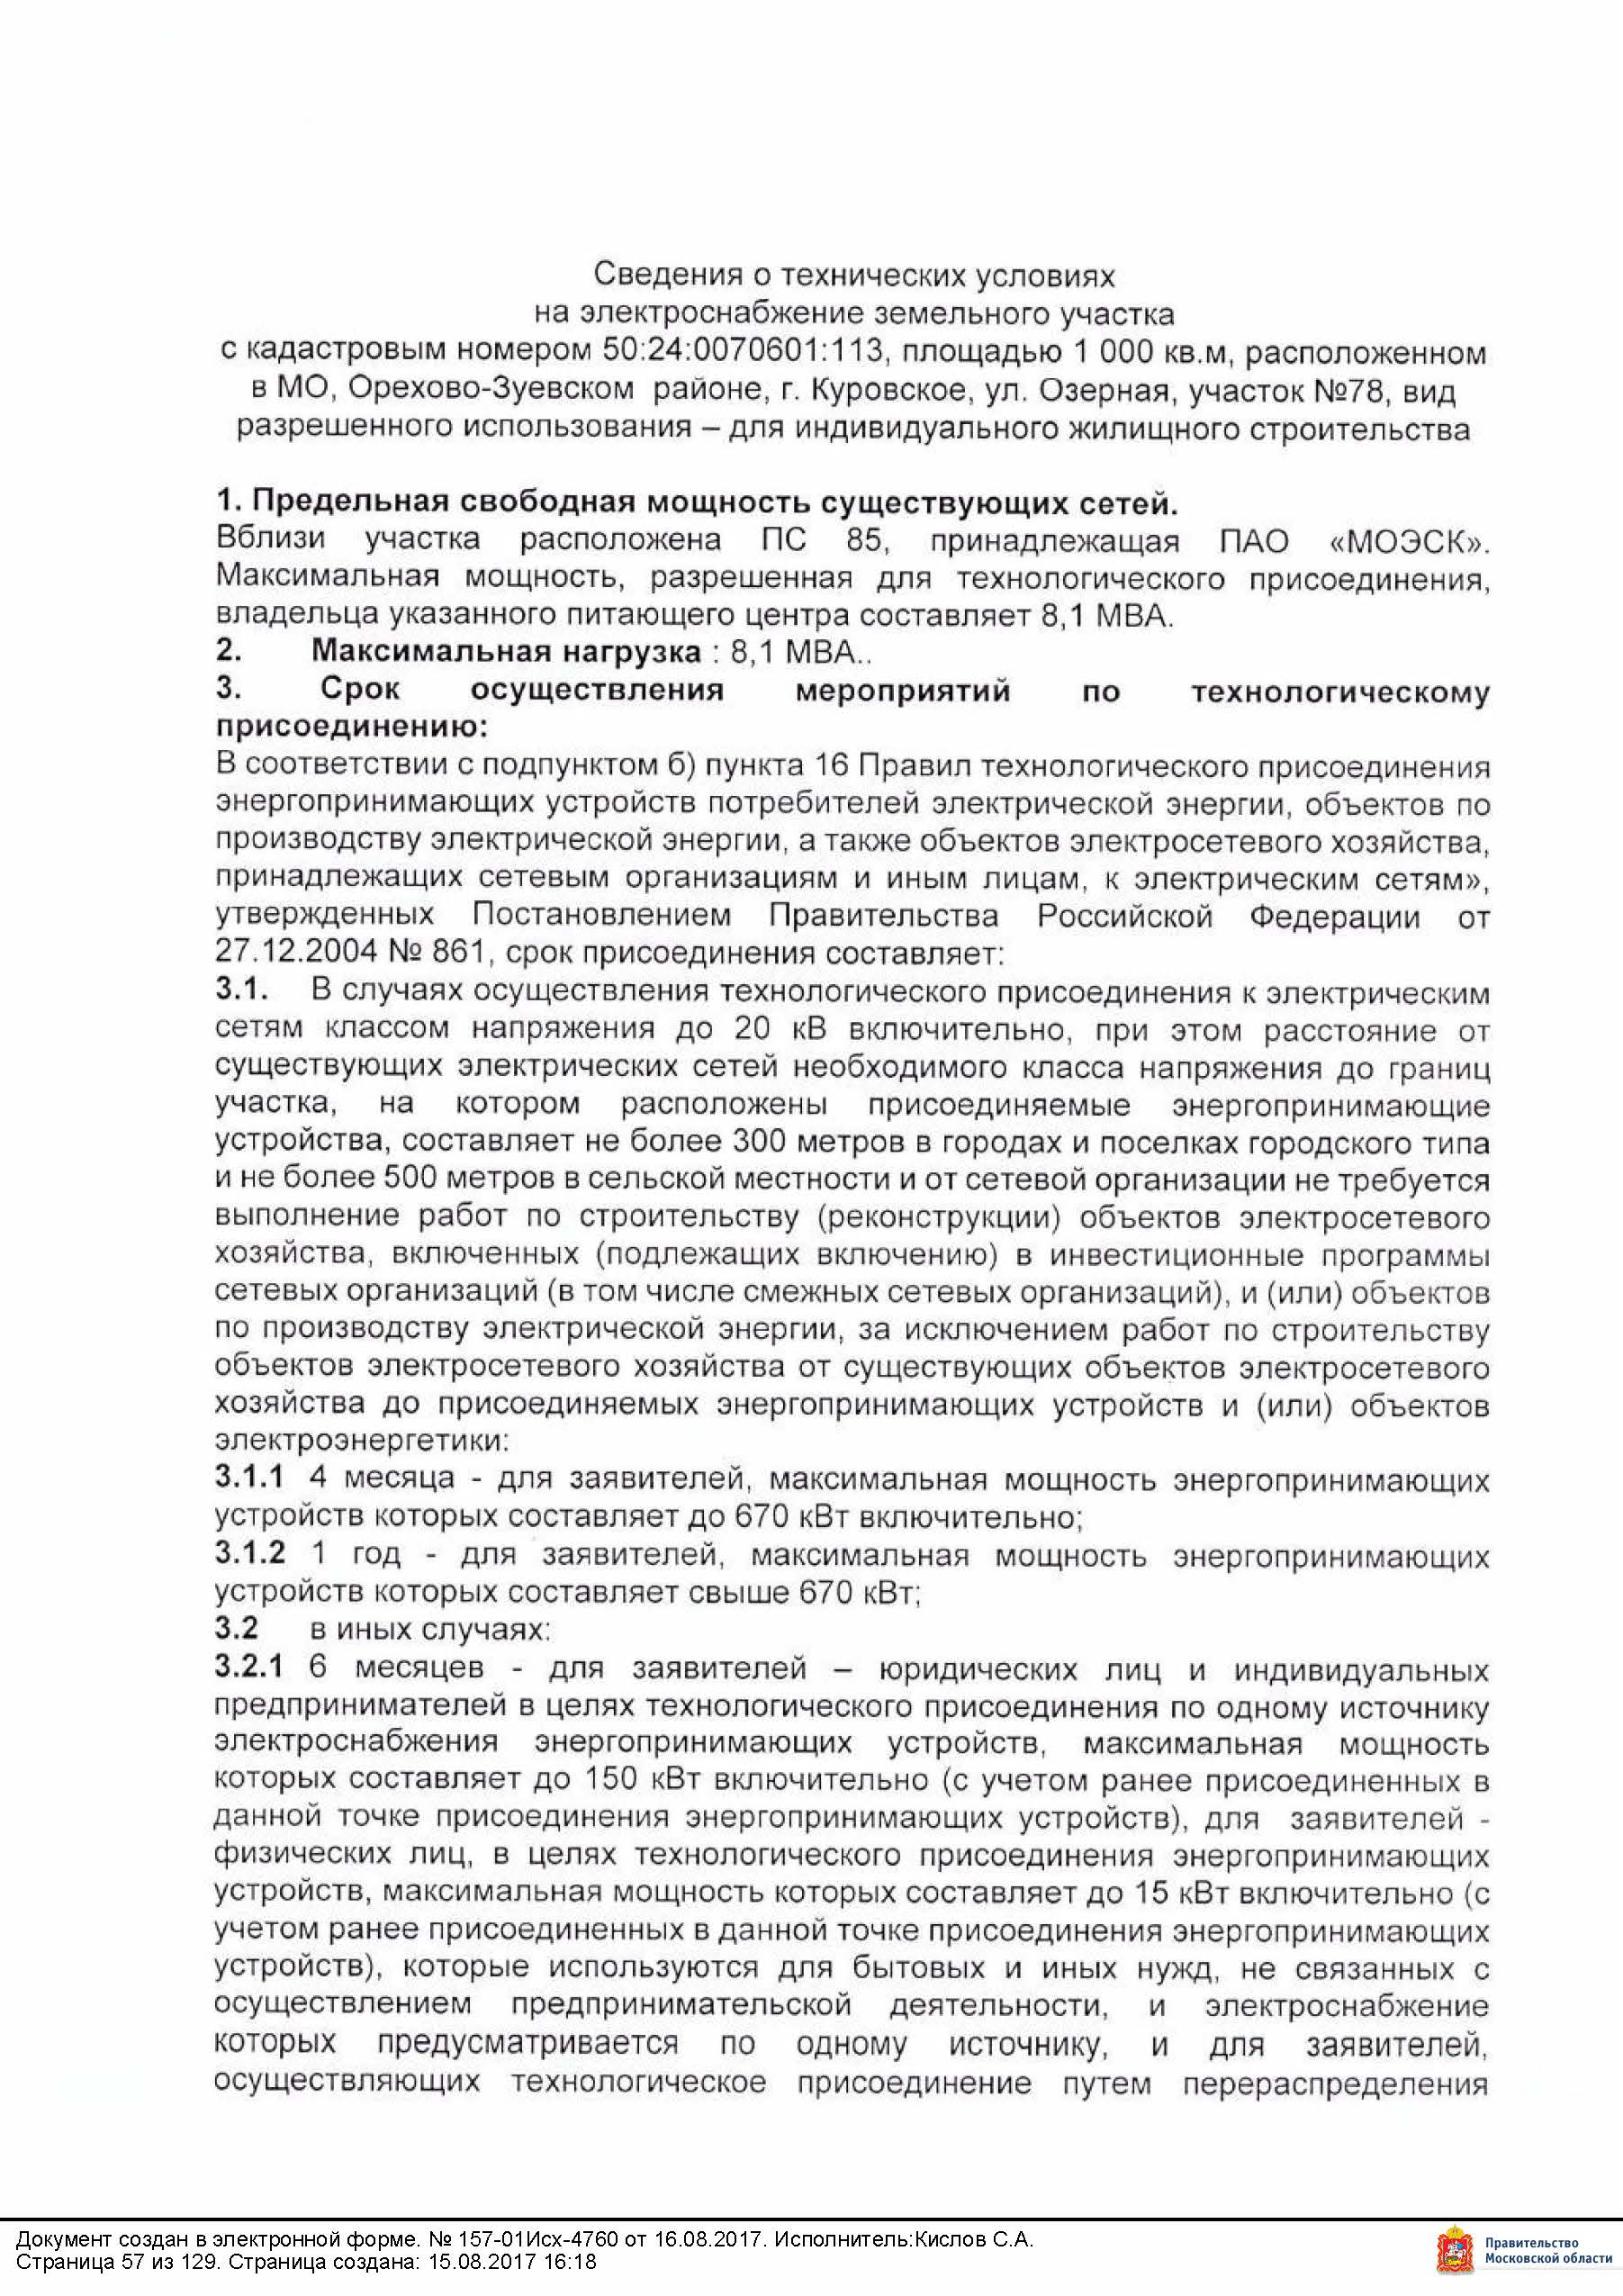 Сведения о технических условиях
на электроснабжение земельного участка
с кадастровым номером 50:24:0070601:113, площадью 1 000 кв.м, расположенном
в МО, Орехово-Зуевском районе, г. Куровское, ул. Озерная, участок №78, вид
разрешенного использования – для индивидуального жилищного строительства
1. Предельная свободная мощность существующих сетей.
Вблизи участка расположена ПС 85, принадлежащая ПАО «МОЭСК».
Максимальная мощность, разрешенная для технологического присоединения,
владельца указанного питающего центра составляет 8,1 МВА.
2. Максимальная нагрузка : 8,1 МВА..
3. Срок осуществления мероприятий по технологическому
присоединению:
В соответствии с подпунктом б) пункта 16 Правил технологического присоединения
энергопринимающих устройств потребителей электрической энергии, объектов по
производству электрической энергии, а также объектов электросетевого хозяйства,
принадлежащих сетевым организациям и иным лицам, к электрическим сетям»,
утвержденных Постановлением Правительства Российской Федерации от
27.12.2004 № 861, срок присоединения составляет:
3.1. В случаях осуществления технологического присоединения к электрическим
сетям классом напряжения до 20 кВ включительно, при этом расстояние от
существующих электрических сетей необходимого класса напряжения до границ
участка, на котором расположены присоединяемые энергопринимающие
устройства, составляет не более 300 метров в городах и поселках городского типа
и не более 500 метров в сельской местности и от сетевой организации не требуется
выполнение работ по строительству (реконструкции) объектов электросетевого
хозяйства, включенных (подлежащих включению) в инвестиционные программы
сетевых организаций (в том числе смежных сетевых организаций), и (или) объектов
по производству электрической энергии, за исключением работ по строительству
объектов электросетевого хозяйства от существующих объектов электросетевого
хозяйства до присоединяемых энергопринимающих устройств и (или) объектов
электроэнергетики:
3.1.1 4 месяца - для заявителей, максимальная мощность энергопринимающих
устройств которых составляет до 670 кВт включительно;
3.1.2 1 год - для заявителей, максимальная мощность энергопринимающих
устройств которых составляет свыше 670 кВт;
3.2 в иных случаях:
3.2.1 6 месяцев - для заявителей – юридических лиц и индивидуальных
предпринимателей в целях технологического присоединения по одному источнику
электроснабжения энергопринимающих устройств, максимальная мощность
которых составляет до 150 кВт включительно (с учетом ранее присоединенных в
данной точке присоединения энергопринимающих устройств), для заявителей -
физических лиц, в целях технологического присоединения энергопринимающих
устройств, максимальная мощность которых составляет до 15 кВт включительно (с
учетом ранее присоединенных в данной точке присоединения энергопринимающих
устройств), которые используются для бытовых и иных нужд, не связанных с
осуществлением предпринимательской деятельности, и электроснабжение
которых предусматривается по одному источнику, и для заявителей,
осуществляющих технологическое присоединение путем перераспределения
Документ создан в электронной форме. № 157-01Исх-4760 от 16.08.2017. Исполнитель:Кислов С.А.
Страница 57 из 129. Страница создана: 15.08.2017 16:18
Правительство
Московской области